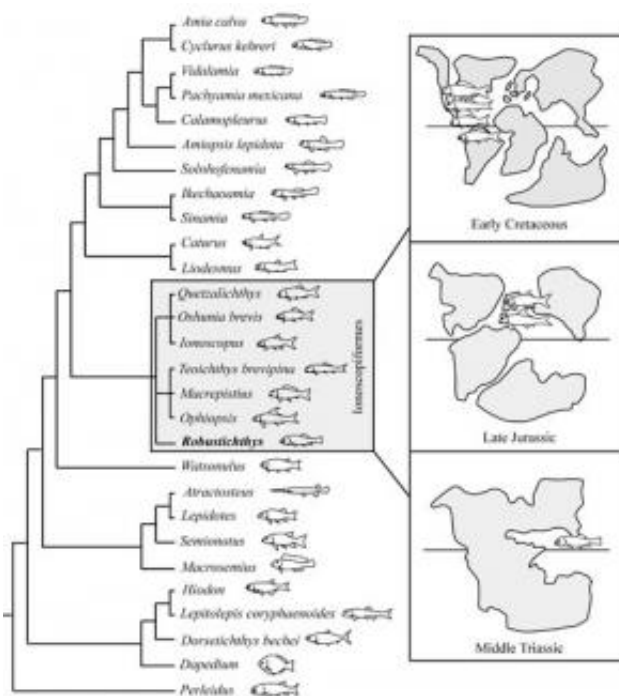 Amia calva
Cyclurus kehreri
Vidalamia
Pachyamia mexicana
Calamopleurus
Amiopsis lepidota
Solnhofenamia
Ikechaoamia
Sinamia
Caturus
Liodesmus
Quetzalichthys
Oshunia brevis
Ionoscopus
Teoichthys brevipina
Macrepistius
Ophiopsis
Robustichthys
Watsonulus
Atractosteus
Lepidotes
Semionotus
Macrosemius
Hiodon
Leptolepis coryphaenoides
Dorsetichthys bechei
Dapedium
Perleidus
Ionoscopiformes
Early Cretaceous
Late Jurassic
Middle Triassic